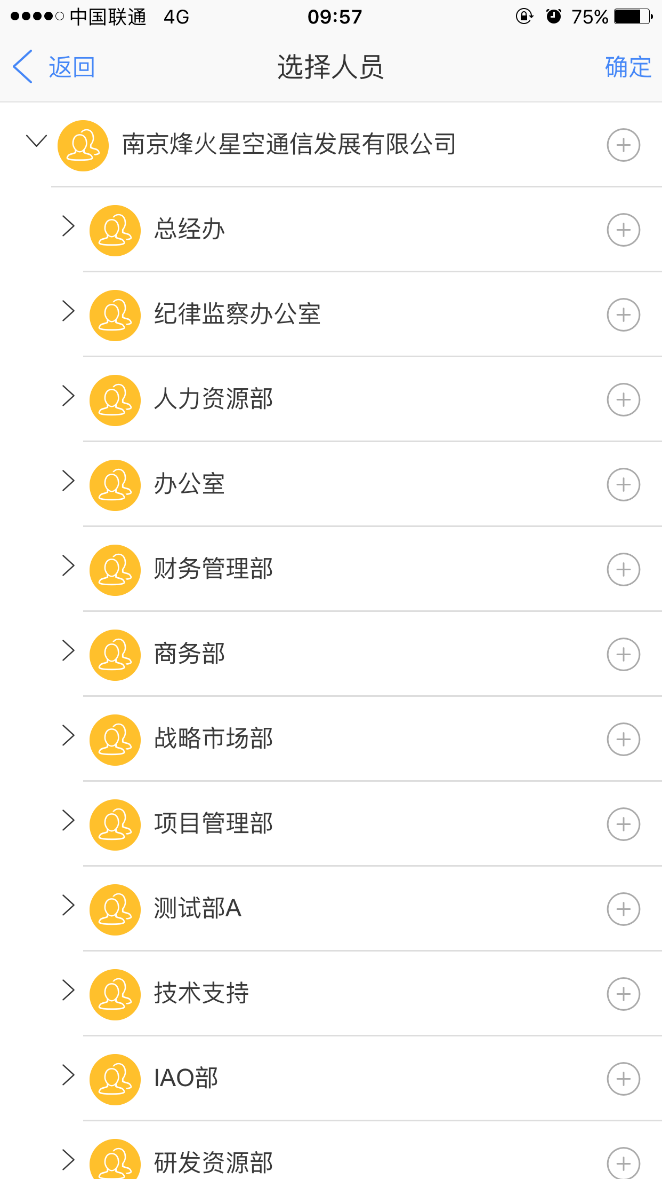 中国联通 4G 09:57 75%
返回 选择人员 确定
南京烽火星空通信发展有限公司
总经办
纪律监察办公室
人力资源部
办公室
财务管理部
商务部
战略市场部
项目管理部
测试部A
技术支持
IAO部
研发资源部